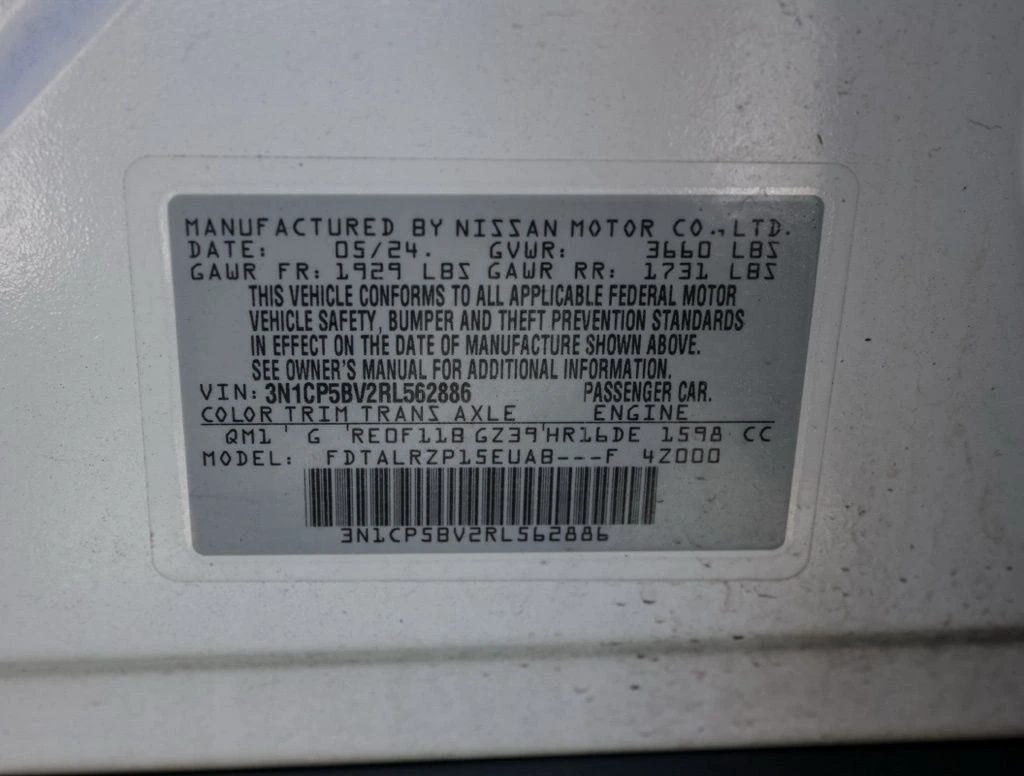 MANUFACTURED BY NISSAN MOTOR CO., LTD.
DATE: 05/24. GVWR: 3660 LBS
GAWR FR: 1929 LBS GAWR RR: 1731 LBS
THIS VEHICLE CONFORMS TO ALL APPLICABLE FEDERAL MOTOR
VEHICLE SAFETY, BUMPER AND THEFT PREVENTION STANDARDS
IN EFFECT ON THE DATE OF MANUFACTURE SHOWN ABOVE.
SEE OWNER'S MANUAL FOR ADDITIONAL INFORMATION.
VIN: 3N1CP5BV2RL562886 PASSENGER CAR.
COLOR TRIM TRANS AXLE ENGINE
QM1 ' G 'RE0F11B GZ39'HR16DE 1598 CC
MODEL: FDTALRZP15EUAB---F 4Z000
3N1CP5BV2RL562886